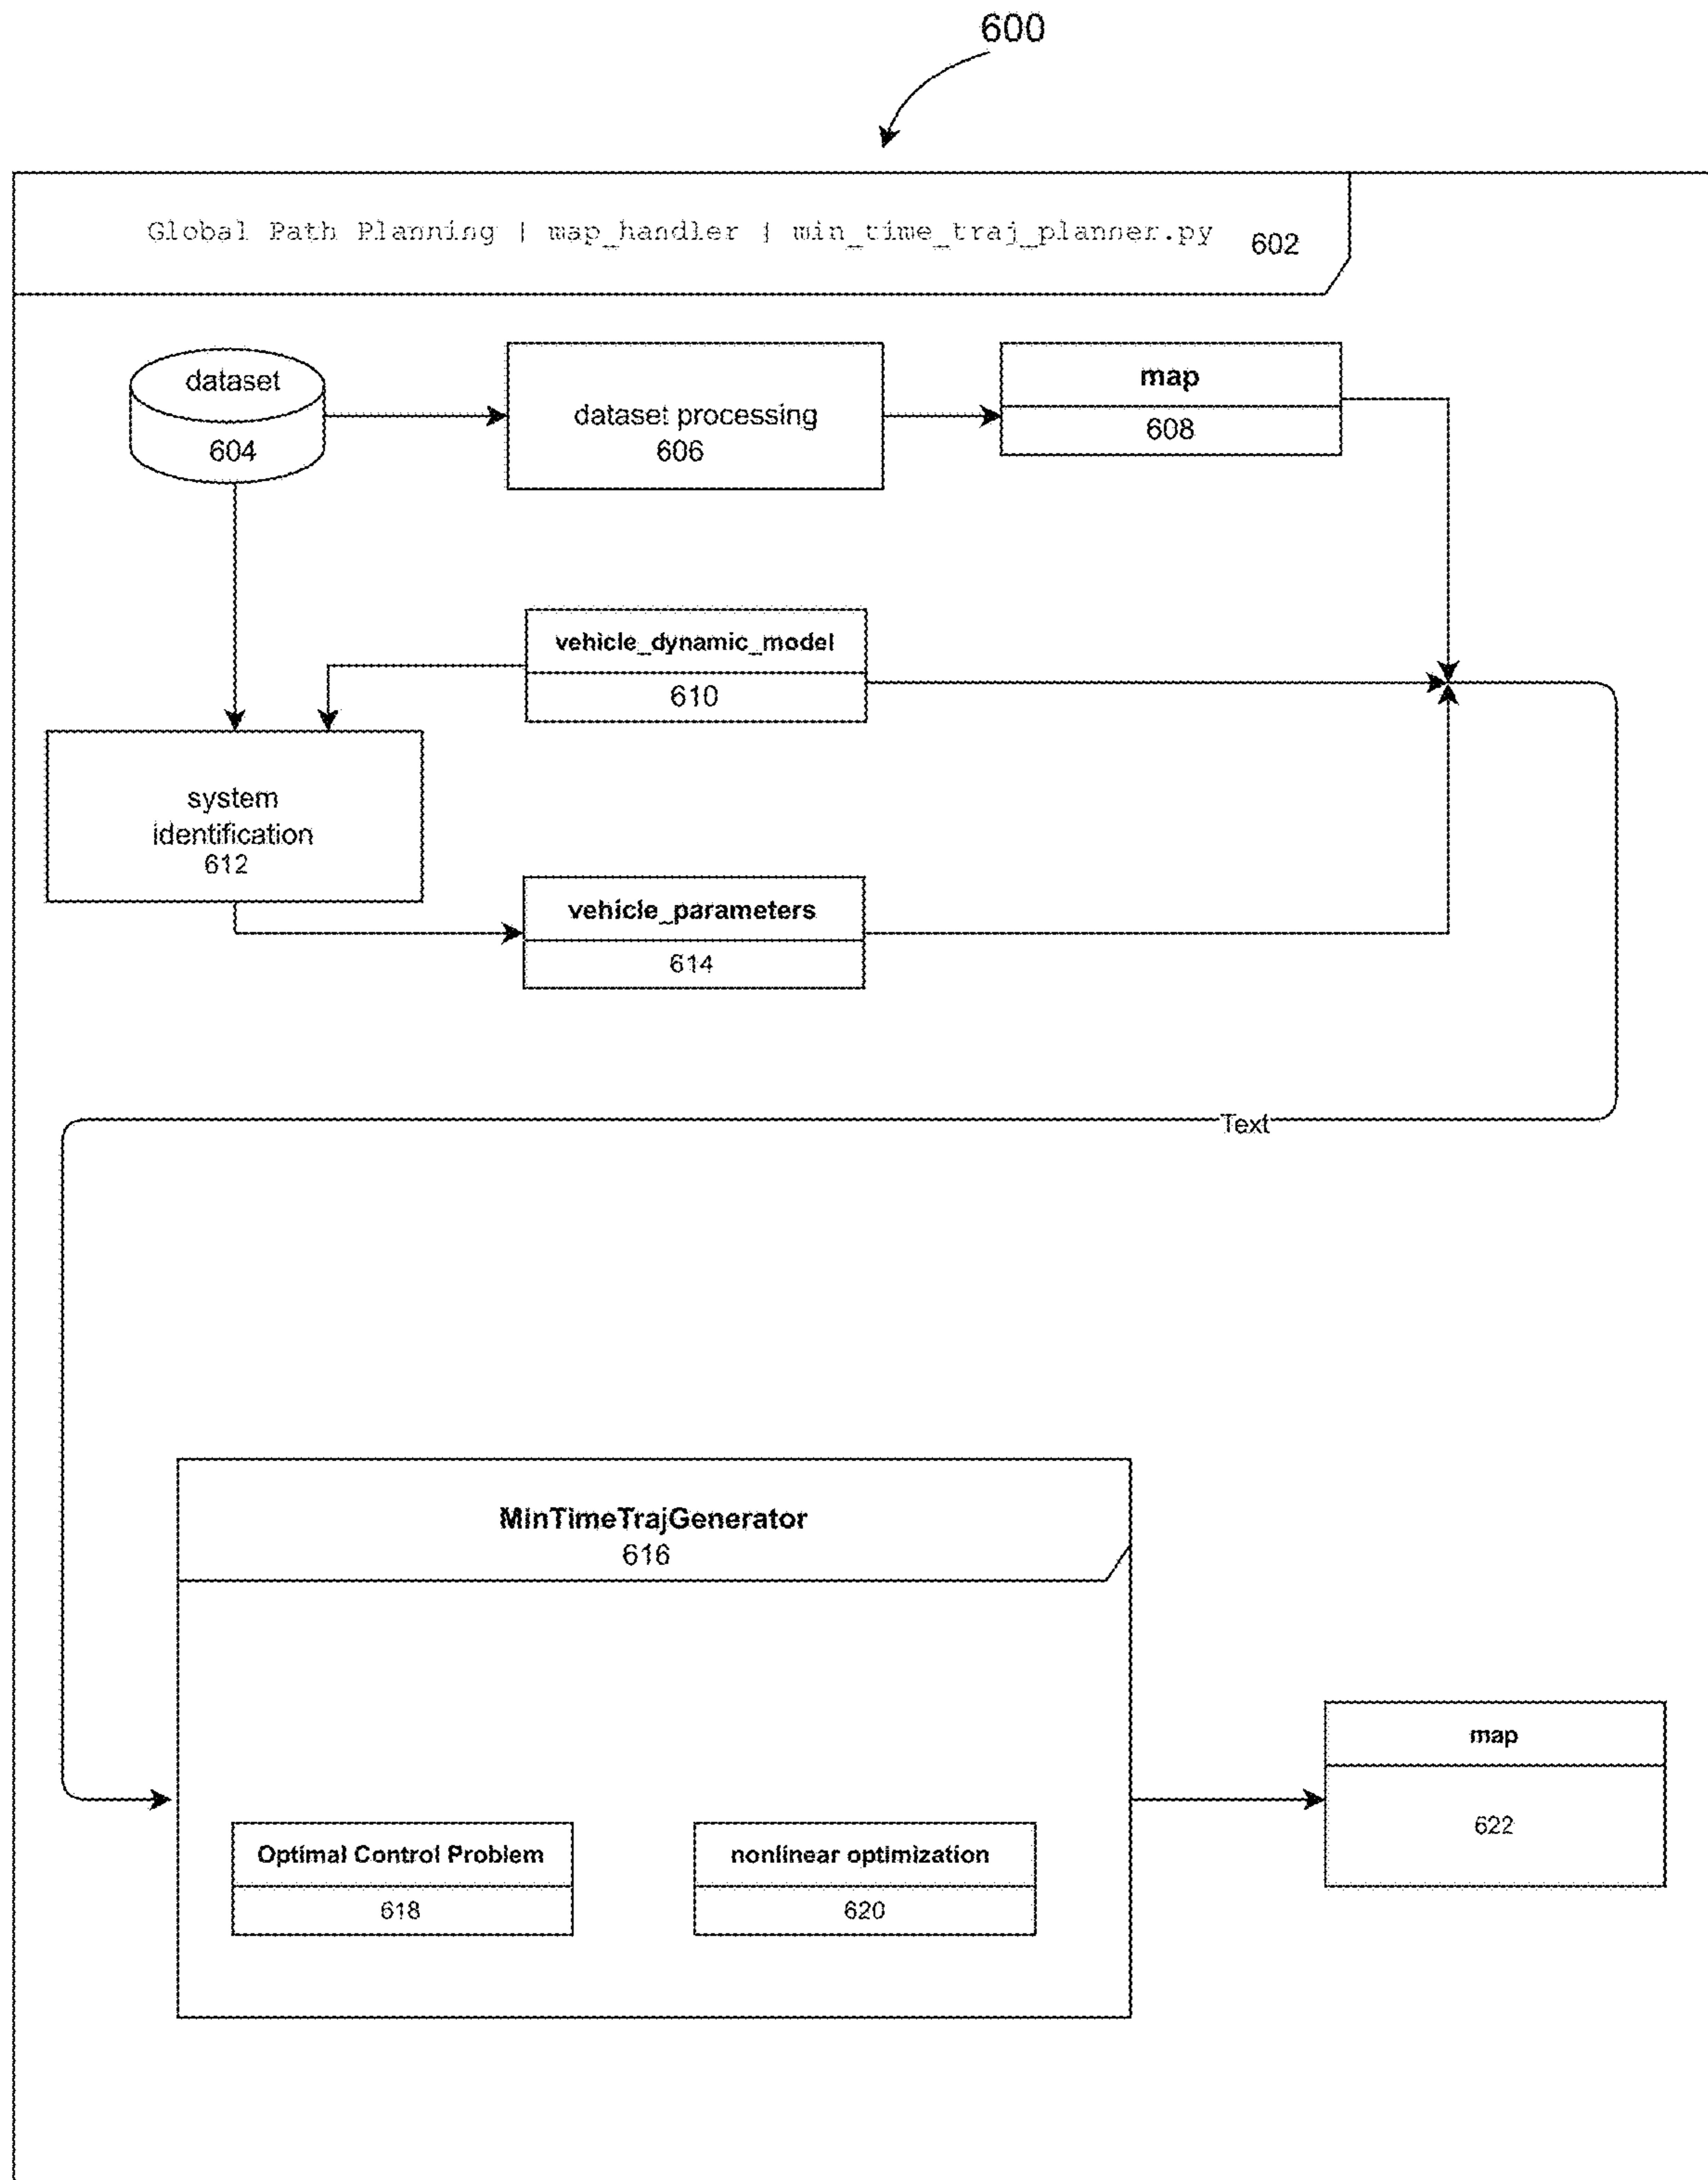 600
Global Path Planning | map_handler | min_time_traj_planner.py
602
dataset
604
dataset processing
606
map
608
vehicle_dynamic_model
610
system
identification
612
vehicle_parameters
614
Text
MinTimeTrajGenerator
616
Optimal Control Problem
618
nonlinear optimization
620
map
622